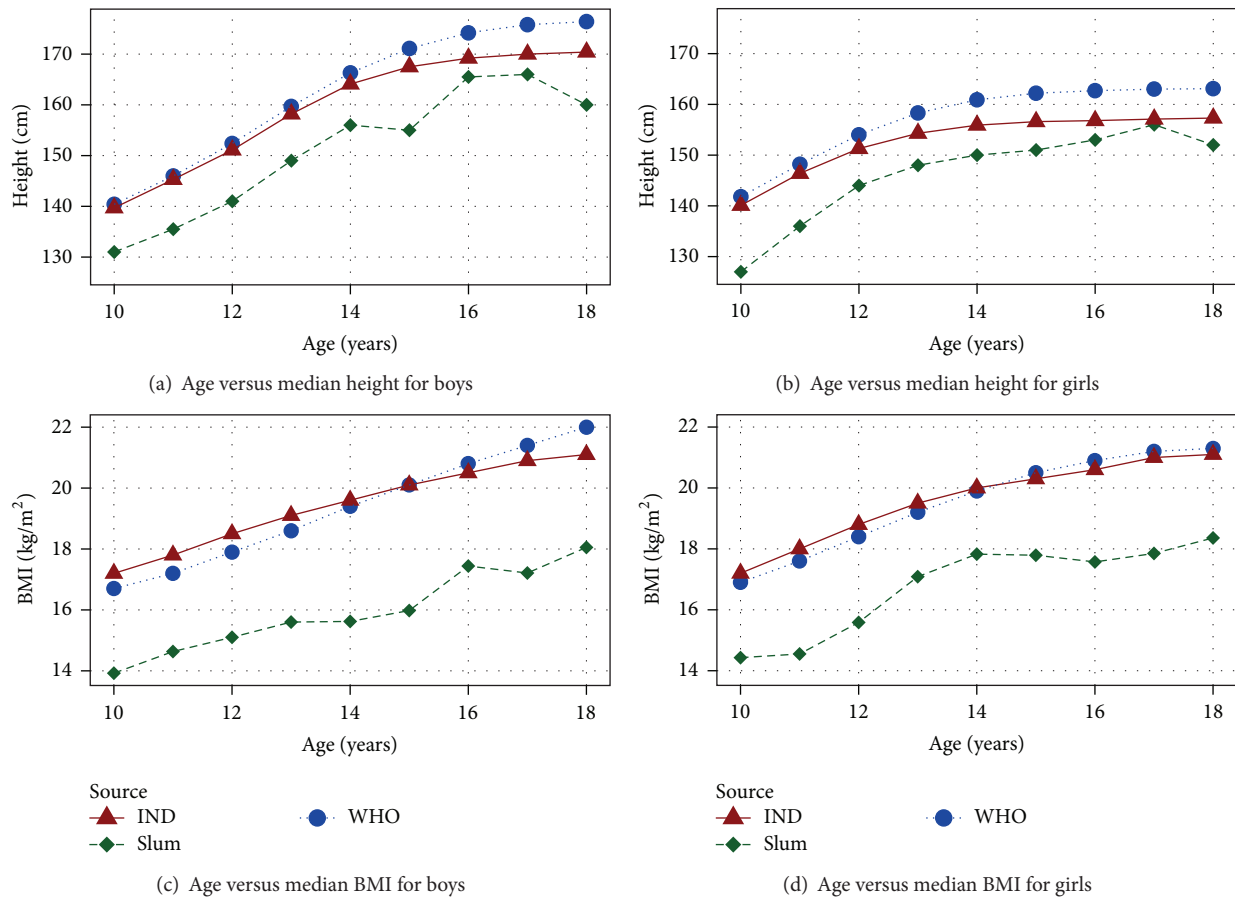 170
160
150
140
130
Height (cm)
10 12 14 16 18
Age (years)
(a) Age versus median height for boys
170
160
150
140
130
Height (cm)
10 12 14 16 18
Age (years)
(b) Age versus median height for girls
22
20
18
16
14
BMI (kg/m²)
10 12 14 16 18
Age (years)
Source
IND
WHO
Slum
(c) Age versus median BMI for boys
22
20
18
16
14
BMI (kg/m²)
10 12 14 16 18
Age (years)
Source
IND
WHO
Slum
(d) Age versus median BMI for girls